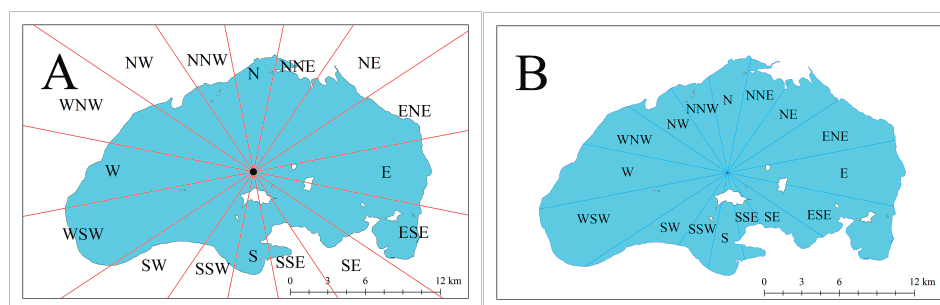 A
NW
NNW
N
NNE
NE
WNW
ENE
W
E
WSW
ESE
SW
SSW
S
SSE
SE
0 3 6 12 km
B
N
NNE
NNW
NE
NW
WNW
ENE
W
E
WSW
SW
SSW
S
SSE
SE
ESE
0 3 6 12 km